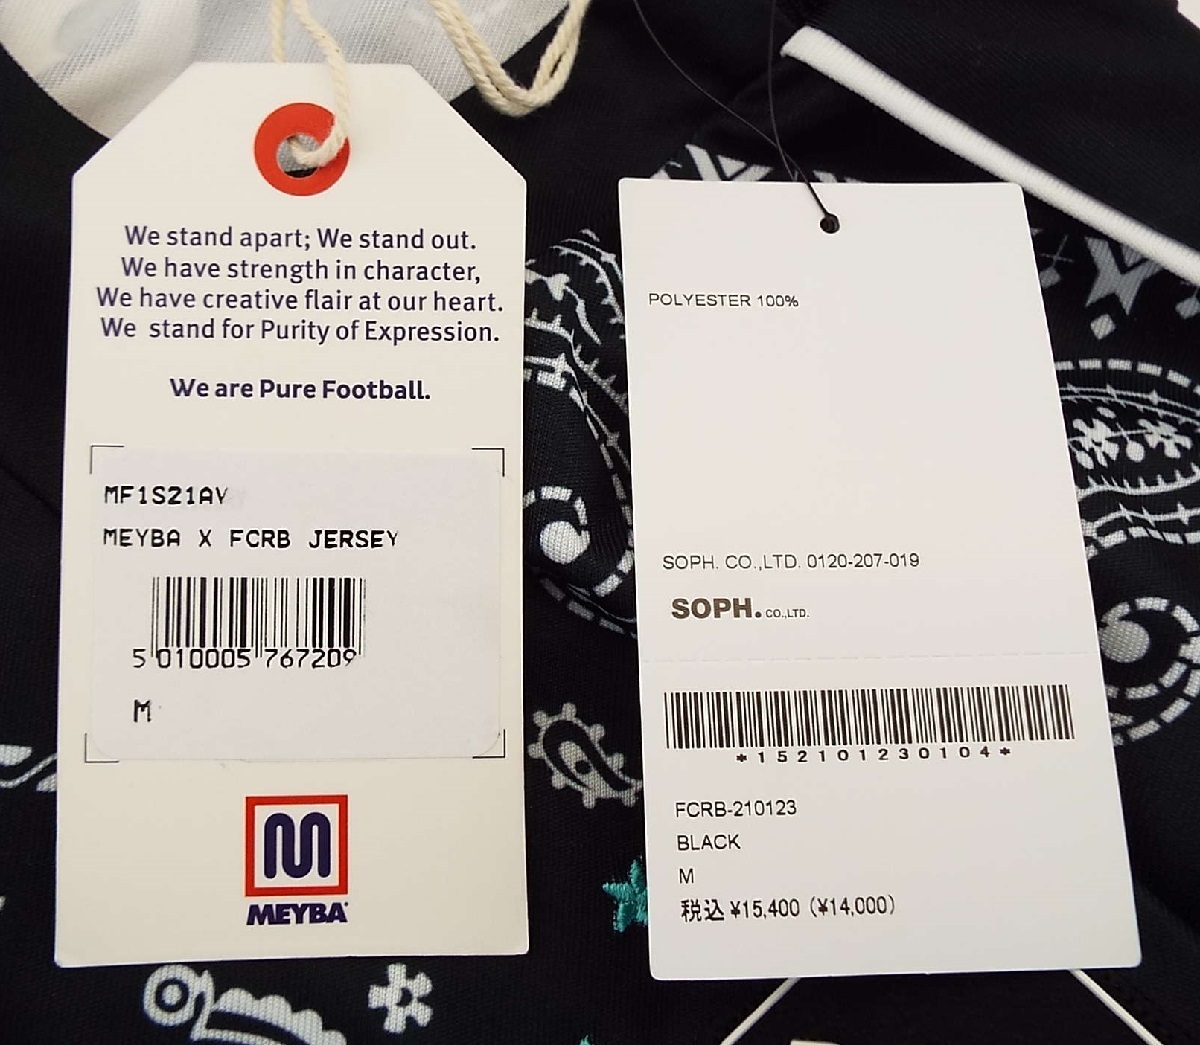 We stand apart; We stand out.
We have strength in character,
We have creative flair at our heart.
We stand for Purity of Expression.
We are Pure Football.
MF1S21AV
MEYBA X FCRB JERSEY
5 010005 767209
M
MEYBA
POLYESTER 100%
SOPH. CO.,LTD. 0120-207-019
SOPH. CO.,LTD.
*152101230104*
FCRB-210123
BLACK
M
税込 ¥15,400 (¥14,000)